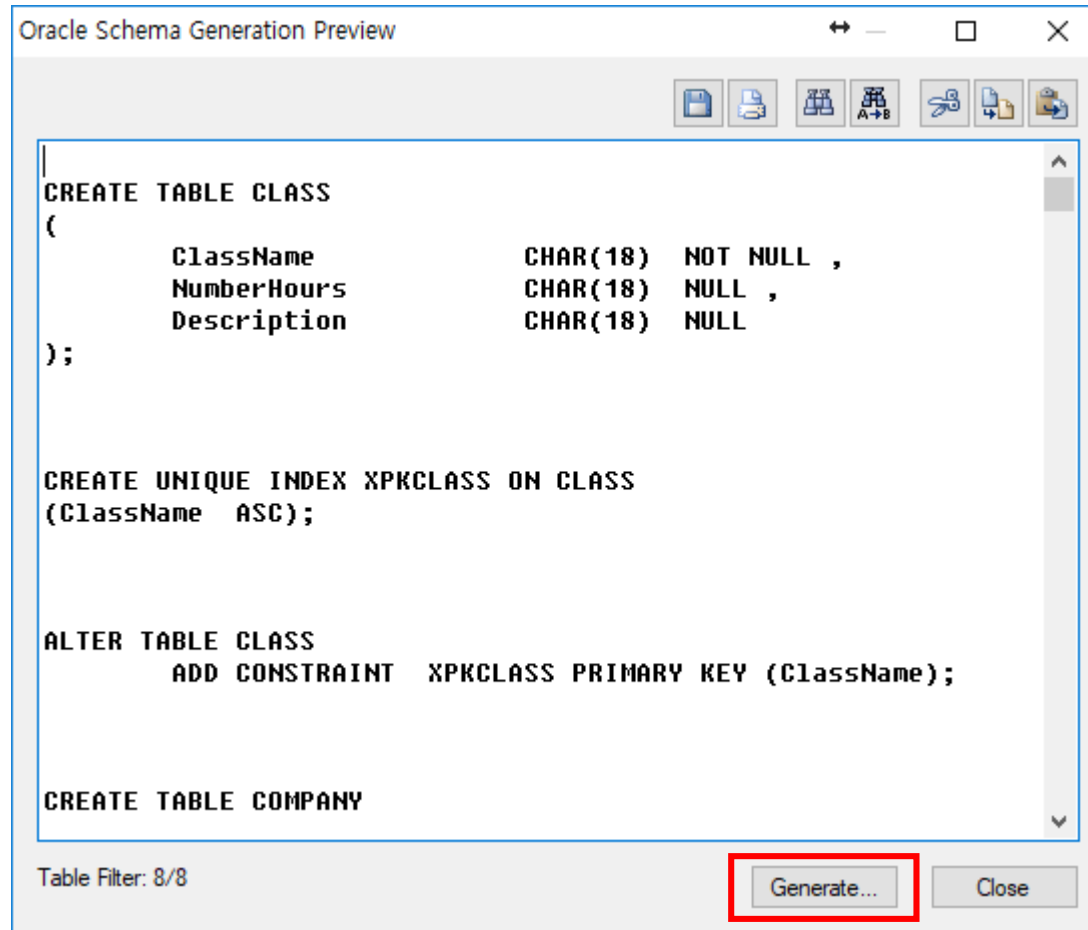 Oracle Schema Generation Preview
A→B
CREATE TABLE CLASS
(
ClassName CHAR(18) NOT NULL ,
NumberHours CHAR(18) NULL ,
Description CHAR(18) NULL
);
CREATE UNIQUE INDEX XPKCLASS ON CLASS
(ClassName ASC);
ALTER TABLE CLASS
ADD CONSTRAINT XPKCLASS PRIMARY KEY (ClassName);
CREATE TABLE COMPANY
Table Filter: 8/8
Generate... Close